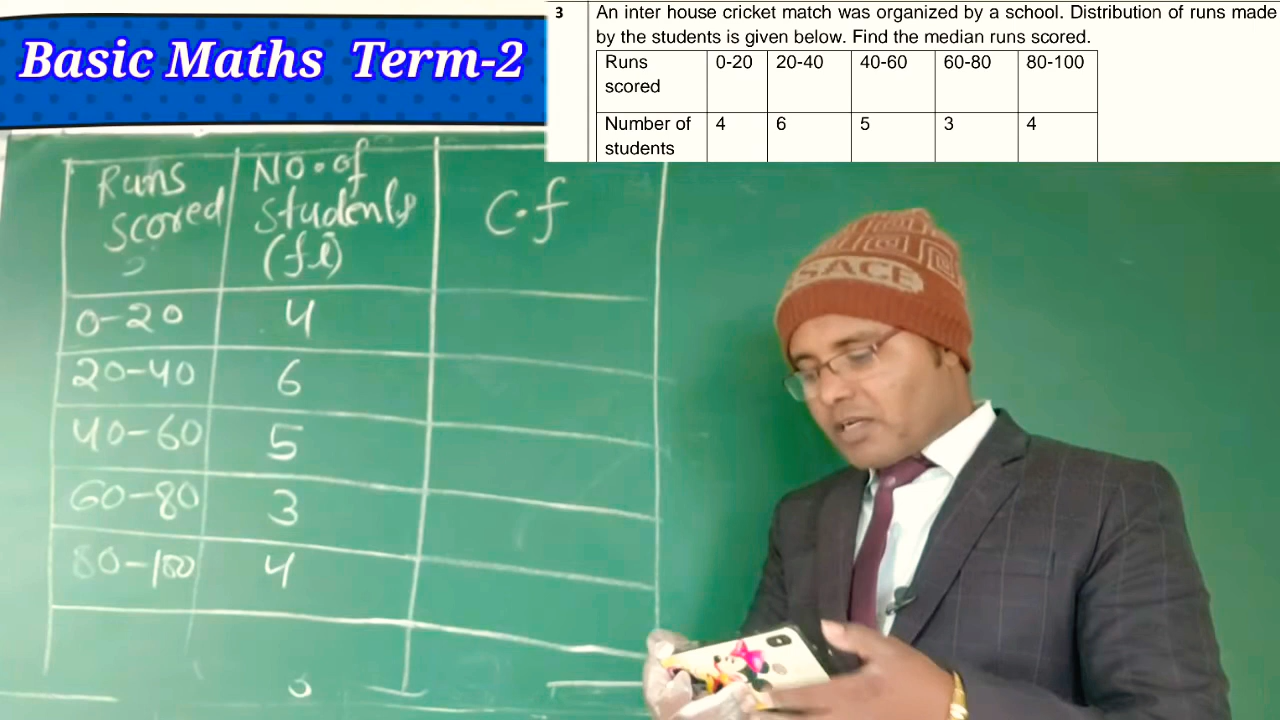 Basic Maths Term-2
3 An inter house cricket match was organized by a school. Distribution of runs made
by the students is given below. Find the median runs scored.
Runs scored 0-20 20-40 40-60 60-80 80-100
Number of students 4 6 5 3 4
Runs scored No. of students (fi) C.f
0-20 4
20-40 6
40-60 5
60-80 3
80-100 4
SACE